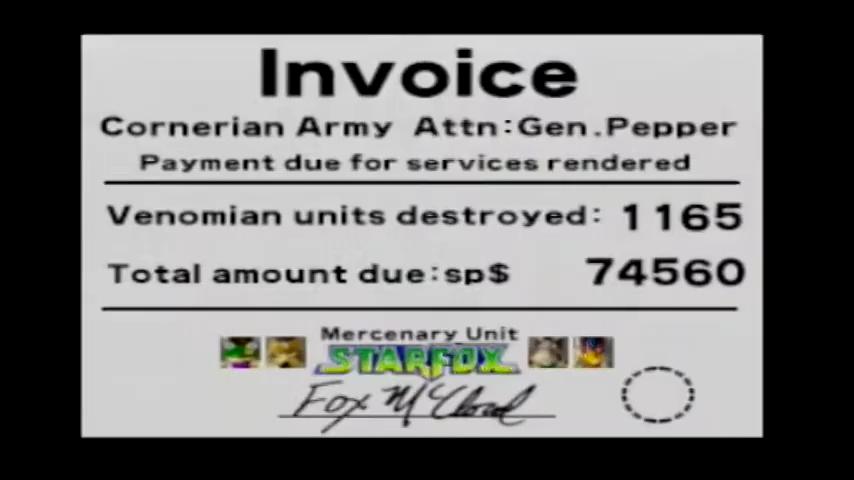 Invoice
Cornerian Army Attn:Gen.Pepper
Payment due for services rendered
Venomian units destroyed: 1165
Total amount due:sp$ 74560
Mercenary Unit
STARFOX
Fox McCloud